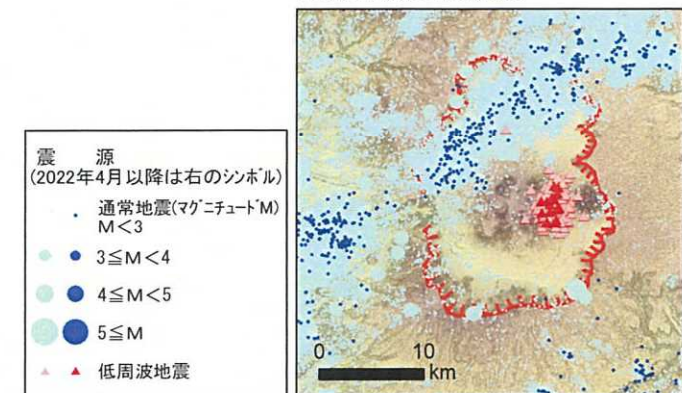 震　源
(2022年4月以降は右のシンボル)
通常地震(マグニチュードM)
M＜3
3≦M＜4
4≦M＜5
5≦M
低周波地震
0 10
km